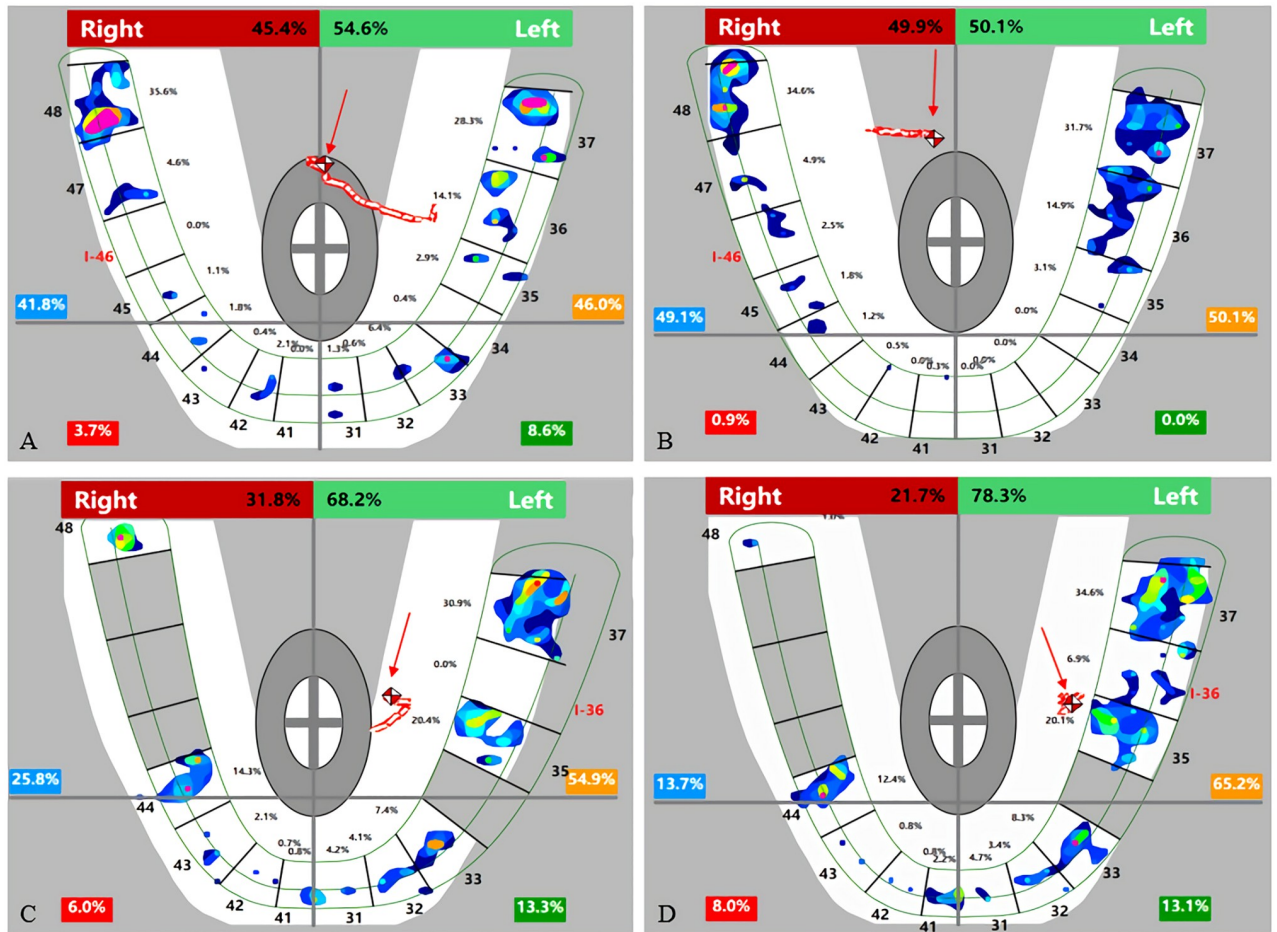 Right 45.4% 54.6% Left
48 35.6%
28.3% 37
47 4.6%
14.1%
0.0% 36
I-46 1.1% 2.9%
41.8% 45 1.8% 0.4% 35 46.0%
44 0.4% 2.1% 0.0% 1.3% 0.6% 6.4% 34
43 42 41 31 32 33
A 3.7% 8.6%
Right 49.9% 50.1% Left
48 34.6%
31.7% 37
47 4.9%
14.9%
2.5% 36
I-46 1.8% 3.1%
49.1% 45 1.2% 0.0% 35 50.1%
44 0.5% 0.0% 0.3% 0.0% 0.0% 0.0% 34
43 42 41 31 32 33
B 0.9% 0.0%
Right 31.8% 68.2% Left
48
30.9% 37
0.0%
20.4% I-36
25.8% 14.3% 35 54.9%
44 2.1% 7.4%
0.7% 0.8% 4.2% 4.1%
43 42 41 31 32 33
C 6.0% 13.3%
Right 21.7% 78.3% Left
48
34.6% 37
6.9%
20.1% I-36
13.7% 12.4% 35 65.2%
44 0.8% 8.3%
0.8% 2.2% 4.7% 3.4%
43 42 41 31 32 33
D 8.0% 13.1%